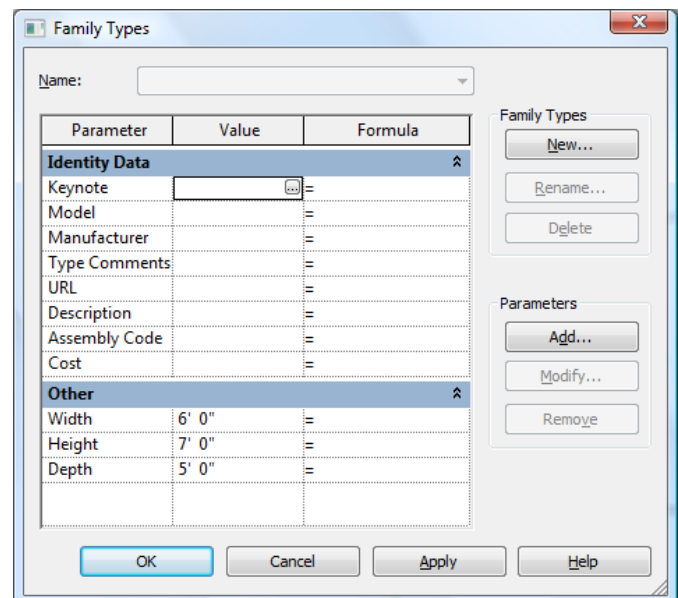 Family Types
Name:
Parameter Value Formula
Identity Data
Keynote ... =
Model =
Manufacturer =
Type Comments =
URL =
Description =
Assembly Code =
Cost =
Other
Width 6' 0" =
Height 7' 0" =
Depth 5' 0" =
Family Types
New...
Rename...
Delete
Parameters
Add...
Modify...
Remove
OK Cancel Apply Help